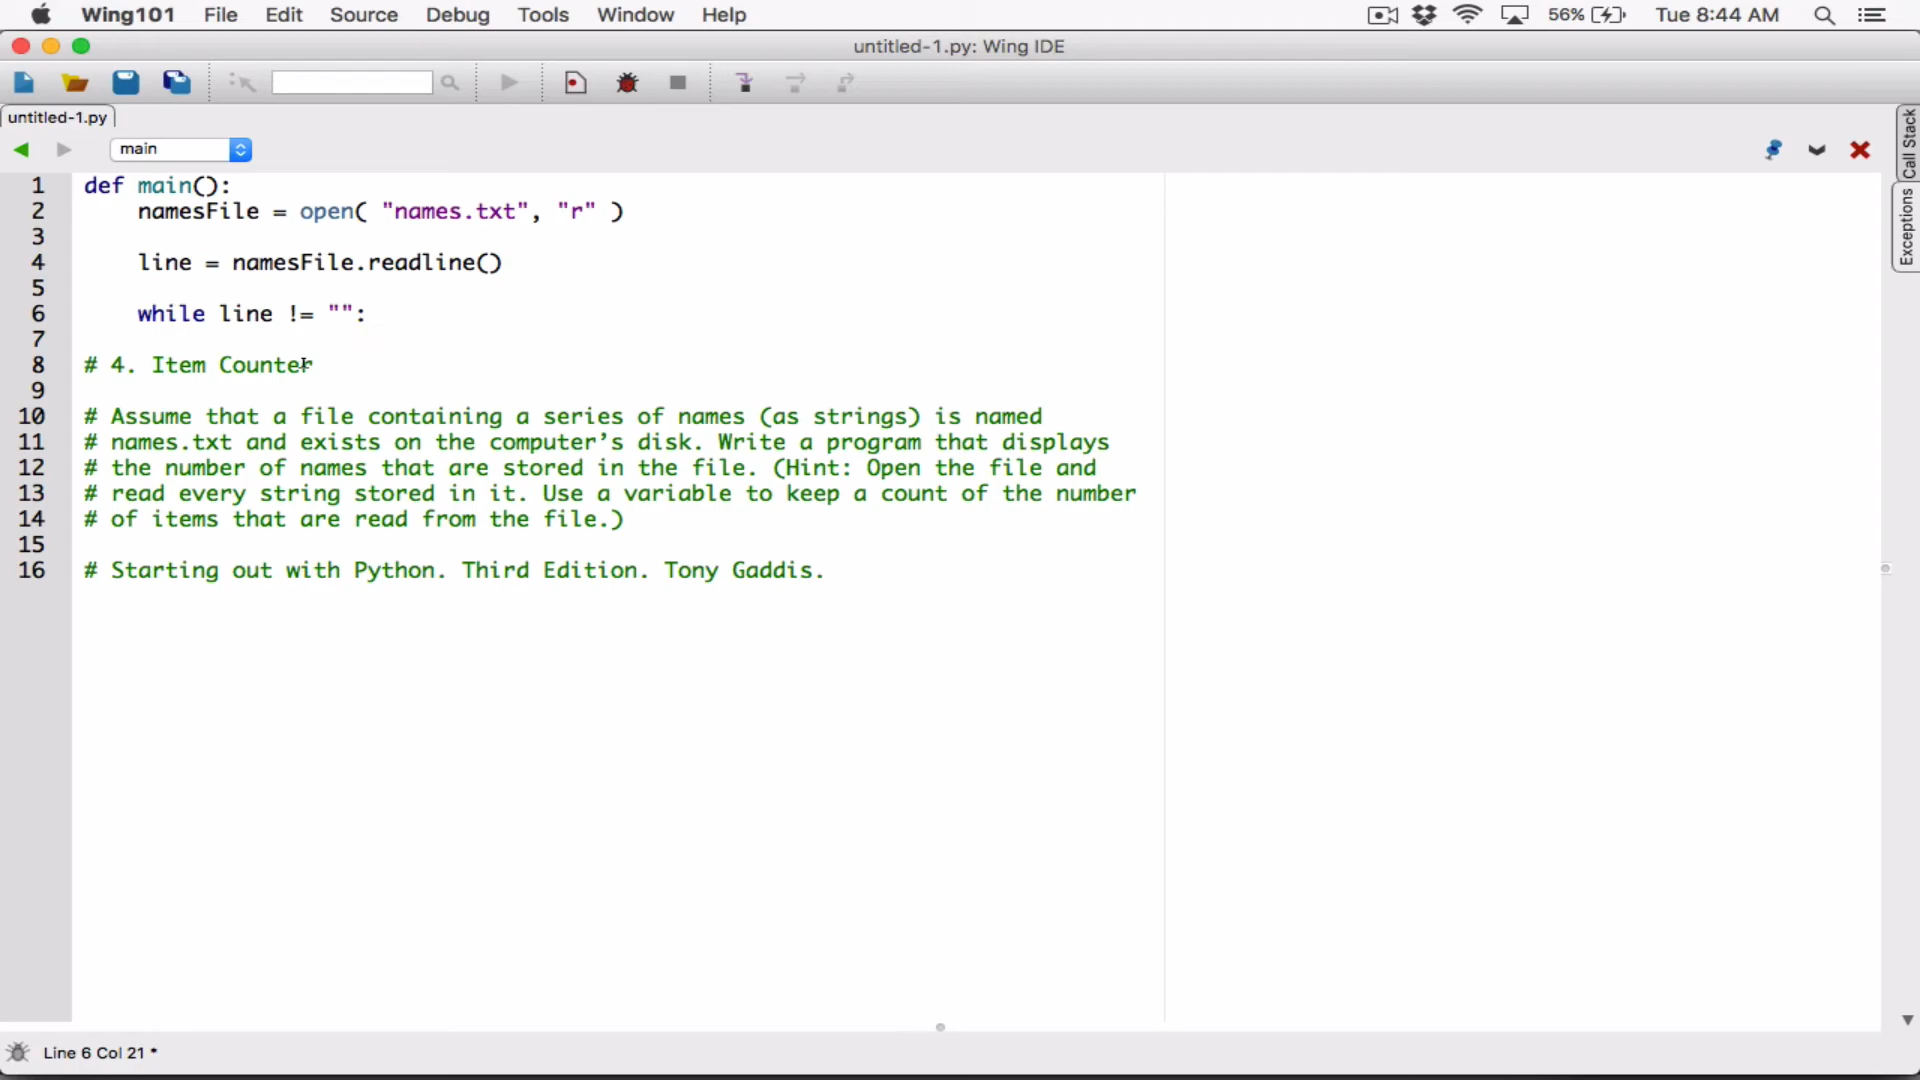 Wing101 File Edit Source Debug Tools Window Help 56% Tue 8:44 AM
untitled-1.py: Wing IDE
untitled-1.py
main
Call Stack
Exceptions
1 def main():
2 namesFile = open( "names.txt", "r" )
3
4 line = namesFile.readline()
5
6 while line != "":
7
8 # 4. Item Counter
9
10 # Assume that a file containing a series of names (as strings) is named
11 # names.txt and exists on the computer’s disk. Write a program that displays
12 # the number of names that are stored in the file. (Hint: Open the file and
13 # read every string stored in it. Use a variable to keep a count of the number
14 # of items that are read from the file.)
15
16 # Starting out with Python. Third Edition. Tony Gaddis.
Line 6 Col 21 *